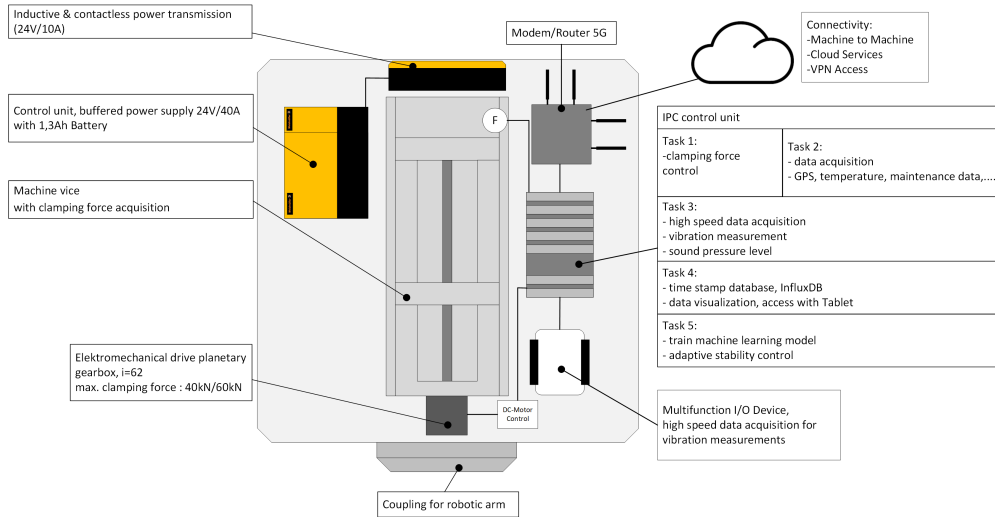 Inductive & contactless power transmission
(24V/10A)
Modem/Router 5G
Connectivity:
-Machine to Machine
-Cloud Services
-VPN Access
Control unit, buffered power supply 24V/40A
with 1,3Ah Battery
F
IPC control unit
Task 1:
-clamping force
control
Task 2:
- data acquisition
- GPS, temperature, maintenance data,....
Machine vice
with clamping force acquisition
Task 3:
- high speed data acquisition
- vibration measurement
- sound pressure level
Task 4:
- time stamp database, InfluxDB
- data visualization, access with Tablet
Task 5:
- train machine learning model
- adaptive stability control
Elektromechanical drive planetary
gearbox, i=62
max. clamping force : 40kN/60kN
DC-Motor
Control
Multifunction I/O Device,
high speed data acquisition for
vibration measurements
Coupling for robotic arm